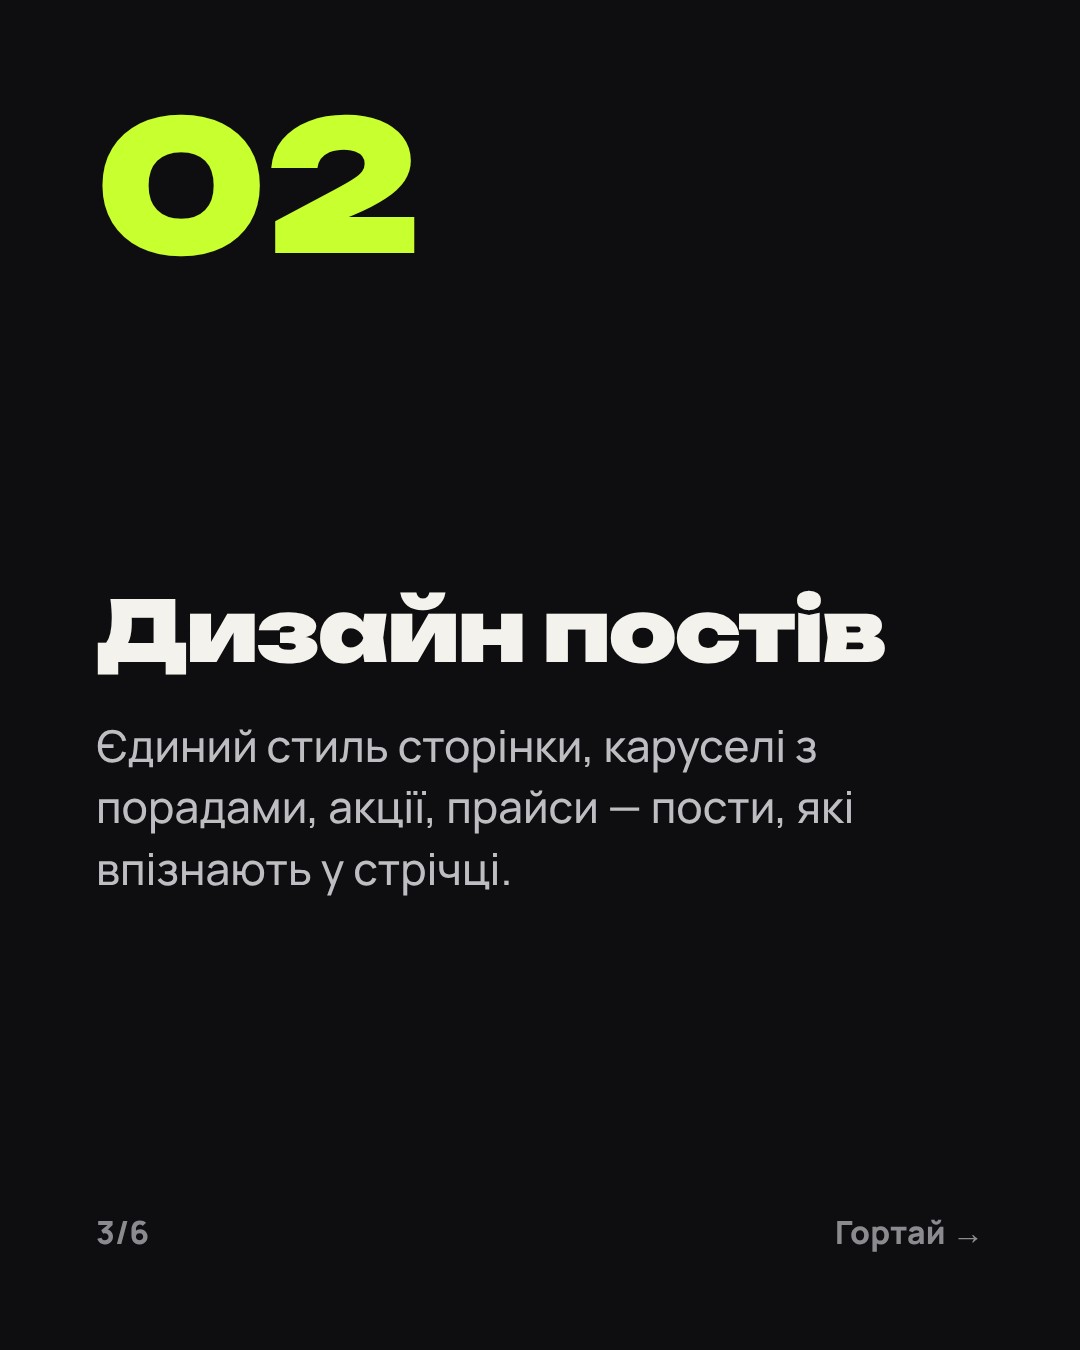 02
Дизайн постів
Єдиний стиль сторінки, каруселі з
порадами, акції, прайси — пости, які
впізнають у стрічці.
3/6
Гортай →